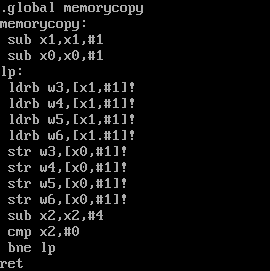 .global memorycopy
memorycopy:
sub x1,x1,#1
sub x0,x0,#1
lp:
ldrb w3,[x1,#1]!
ldrb w4,[x1,#1]!
ldrb w5,[x1,#1]!
ldrb w6,[x1.#1]!
str w3,[x0,#1]!
str w4,[x0,#1]!
str w5,[x0,#1]!
str w6,[x0,#1]!
sub x2,x2,#4
cmp x2,#0
bne lp
ret